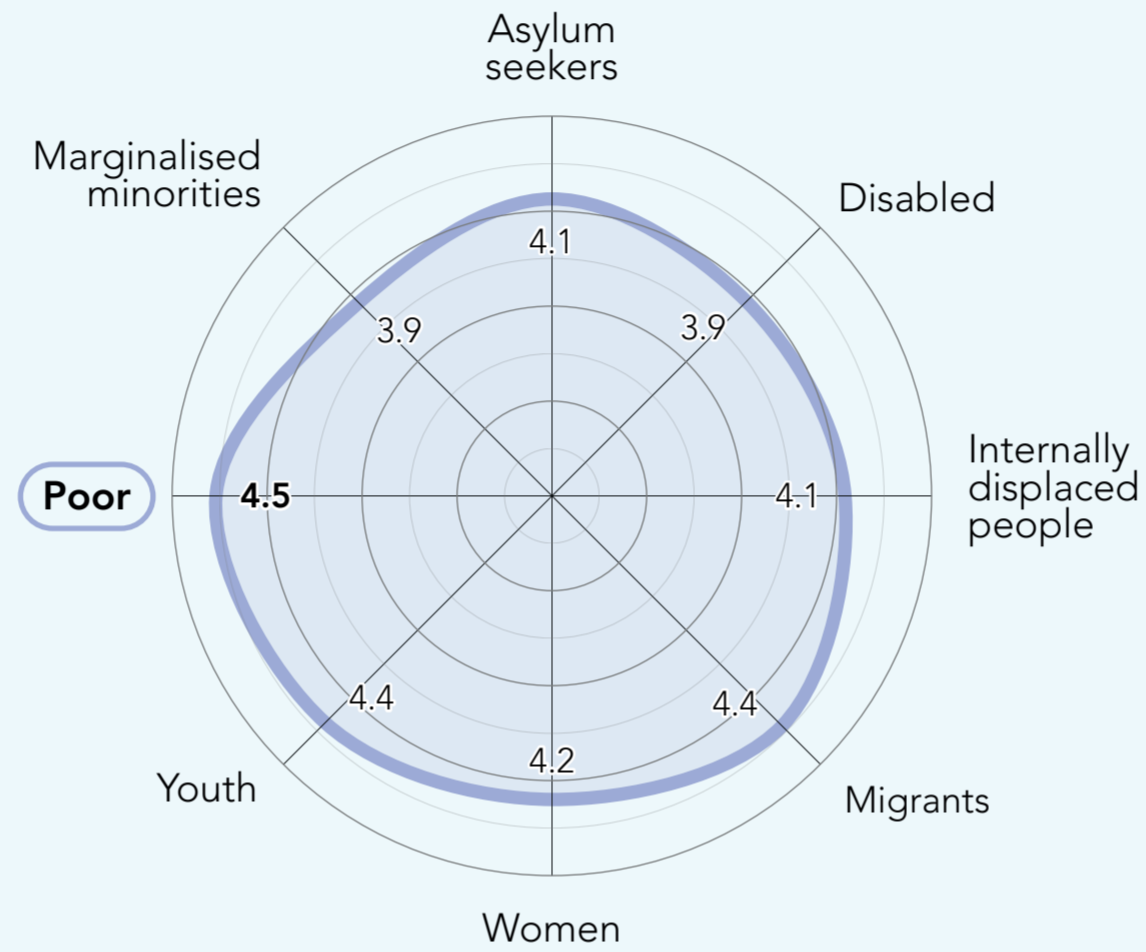 Asylum
seekers
Marginalised
minorities
Disabled
4.1
3.9
3.9
Internally
displaced
people
Poor
4.5
4.1
4.4
4.4
4.2
Youth
Migrants
Women